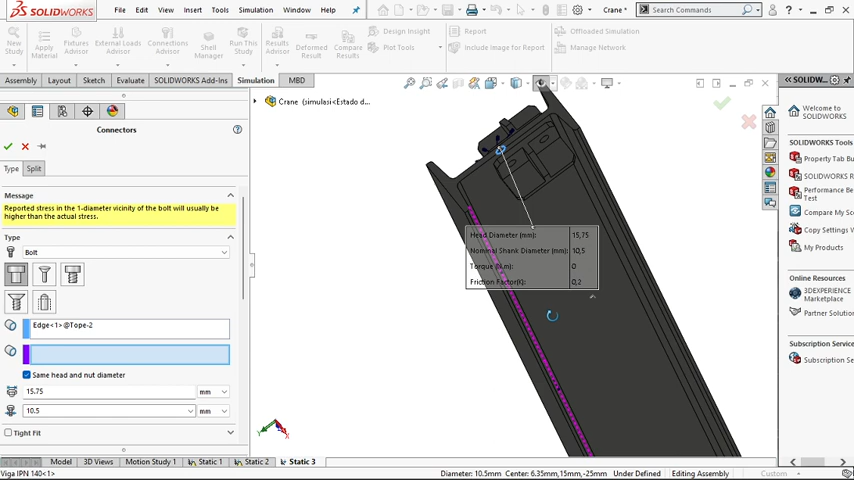 SOLIDWORKS
File Edit View Insert Tools Simulation Window Help
Crane *
Search Commands
New Study
Apply Material
Fixtures Advisor
External Loads Advisor
Connections Advisor
Shell Manager
Run This Study
Results Advisor
Deformed Result
Compare Results
Design Insight
Plot Tools
Report
Include Image for Report
Offloaded Simulation
Manage Network
Assembly Layout Sketch Evaluate SOLIDWORKS Add-Ins Simulation MBD
Crane (simulasi<Estado d...
Connectors
Type Split
Message
Reported stress in the 1-diameter vicinity of the bolt will usually be
higher than the actual stress.
Type
Bolt
Edge<1>@Tope-2
Same head and nut diameter
15.75 mm
10.5 mm
Tight Fit
Head Diameter (mm): 15,75
Nominal Shank Diameter (mm): 10,5
Torque (N.m): 0
Friction Factor(K): 0,2
SOLIDW...
Welcome to
SOLIDWORKS
SOLIDWORKS Tools
Property Tab Bu
SOLIDWORKS R
Performance Be
Test
Compare My Sco
Copy Settings V
My Products
Online Resources
3DEXPERIENCE
Marketplace
Partner Solution
Subscription Service
Subscription Ser
Model 3D Views Motion Study 1 Static 1 Static 2 Static 3
Viga IPN 140<1>
Diameter: 10.5mm Center: 6.35mm,15mm,-25mm Under Defined Editing Assembly Custom